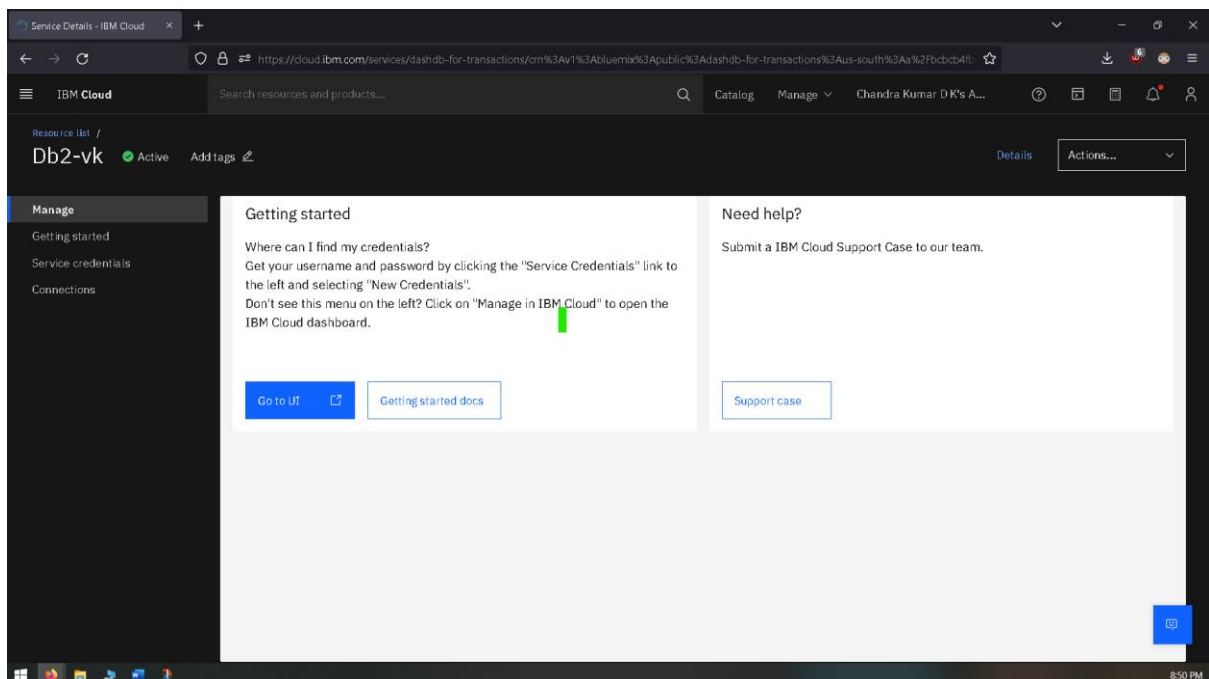 Service Details - IBM Cloud
https://cloud.ibm.com/services/dashdb-for-transactions/crn%3Av1%3Abluemix%3Apublic%3Adashdb-for-transactions%3Aus-south%3Aa%2Fbcbcb4fb
6
IBM Cloud
Search resources and products...
Catalog
Manage
Chandra Kumar D K's A...
Resource list /
Db2-vk
Active
Add tags
Details
Actions...
Manage
Getting started
Service credentials
Connections
Getting started
Where can I find my credentials?
Get your username and password by clicking the "Service Credentials" link to
the left and selecting "New Credentials".
Don't see this menu on the left? Click on "Manage in IBM Cloud" to open the
IBM Cloud dashboard.
Go to UI
Getting started docs
Need help?
Submit a IBM Cloud Support Case to our team.
Support case
8:50 PM